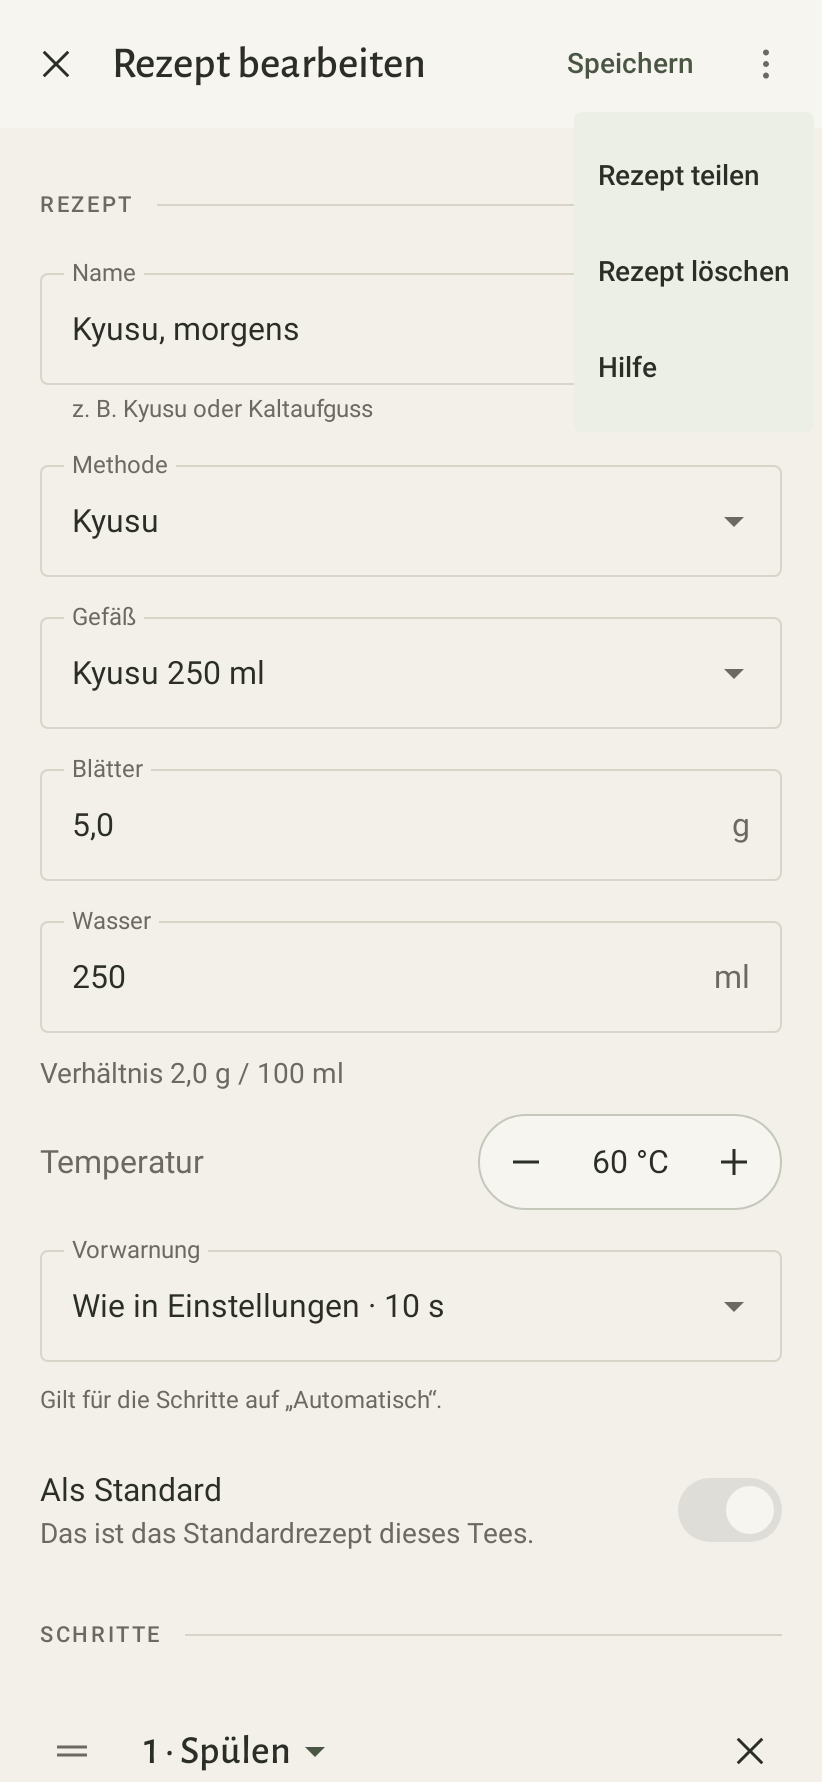 Rezept bearbeiten
Speichern
Rezept teilen
Rezept löschen
Hilfe
REZEPT
Name
Kyusu, morgens
z. B. Kyusu oder Kaltaufguss
Methode
Kyusu
Gefäß
Kyusu 250 ml
Blätter
5,0 g
Wasser
250 ml
Verhältnis 2,0 g / 100 ml
Temperatur
60 °C
Vorwarnung
Wie in Einstellungen · 10 s
Gilt für die Schritte auf „Automatisch“.
Als Standard
Das ist das Standardrezept dieses Tees.
SCHRITTE
1 · Spülen